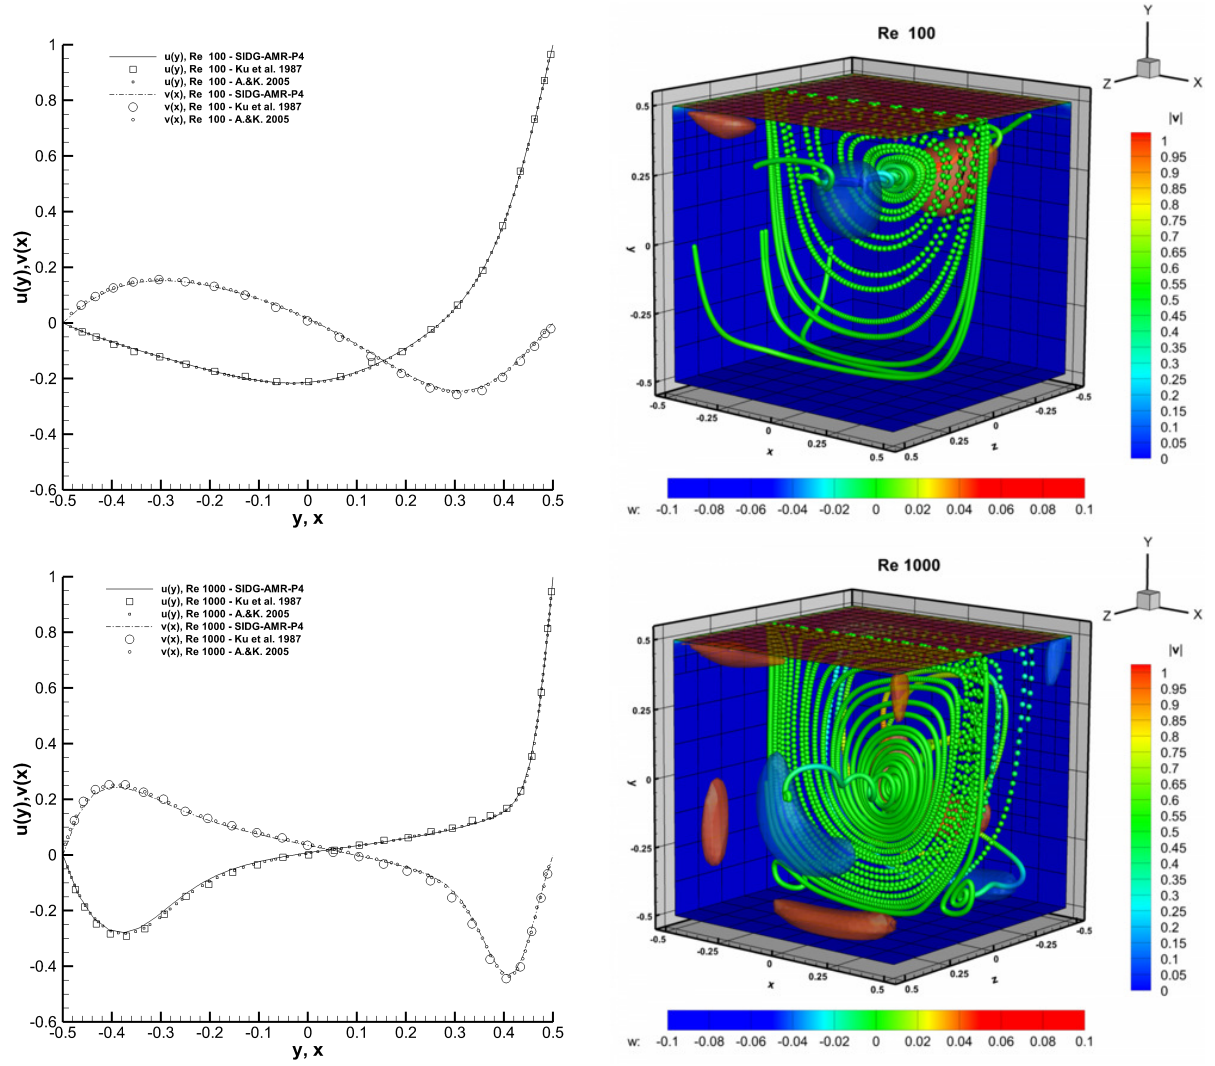 u(y), Re 100 - SIDG-AMR-P4
u(y), Re 100 - Ku et al. 1987
u(y), Re 100 - A.&K. 2005
v(x), Re 100 - SIDG-AMR-P4
v(x), Re 100 - Ku et al. 1987
v(x), Re 100 - A.&K. 2005
1
0.8
0.6
0.4
0.2
0
-0.2
-0.4
-0.6
u(y),v(x)
-0.5 -0.4 -0.3 -0.2 -0.1 0 0.1 0.2 0.3 0.4 0.5
y, x
Re 100
Y
Z
X
0.5
0.25
0
-0.25
-0.5
y
-0.5
-0.25
0
0.25
0.5
x
0.5
0.25
0
-0.25
-0.5
z
|v|
1
0.95
0.9
0.85
0.8
0.75
0.7
0.65
0.6
0.55
0.5
0.45
0.4
0.35
0.3
0.25
0.2
0.15
0.1
0.05
0
w: -0.1 -0.08 -0.06 -0.04 -0.02 0 0.02 0.04 0.06 0.08 0.1
u(y), Re 1000 - SIDG-AMR-P4
u(y), Re 1000 - Ku et al. 1987
u(y), Re 1000 - A.&K. 2005
v(x), Re 1000 - SIDG-AMR-P4
v(x), Re 1000 - Ku et al. 1987
v(x), Re 1000 - A.&K. 2005
1
0.8
0.6
0.4
0.2
0
-0.2
-0.4
-0.6
u(y),v(x)
-0.5 -0.4 -0.3 -0.2 -0.1 0 0.1 0.2 0.3 0.4 0.5
y, x
Re 1000
Y
Z
X
0.5
0.25
0
-0.25
-0.5
y
-0.5
-0.25
0
0.25
0.5
x
0.5
0.25
0
-0.25
-0.5
z
|v|
1
0.95
0.9
0.85
0.8
0.75
0.7
0.65
0.6
0.55
0.5
0.45
0.4
0.35
0.3
0.25
0.2
0.15
0.1
0.05
0
w: -0.1 -0.08 -0.06 -0.04 -0.02 0 0.02 0.04 0.06 0.08 0.1